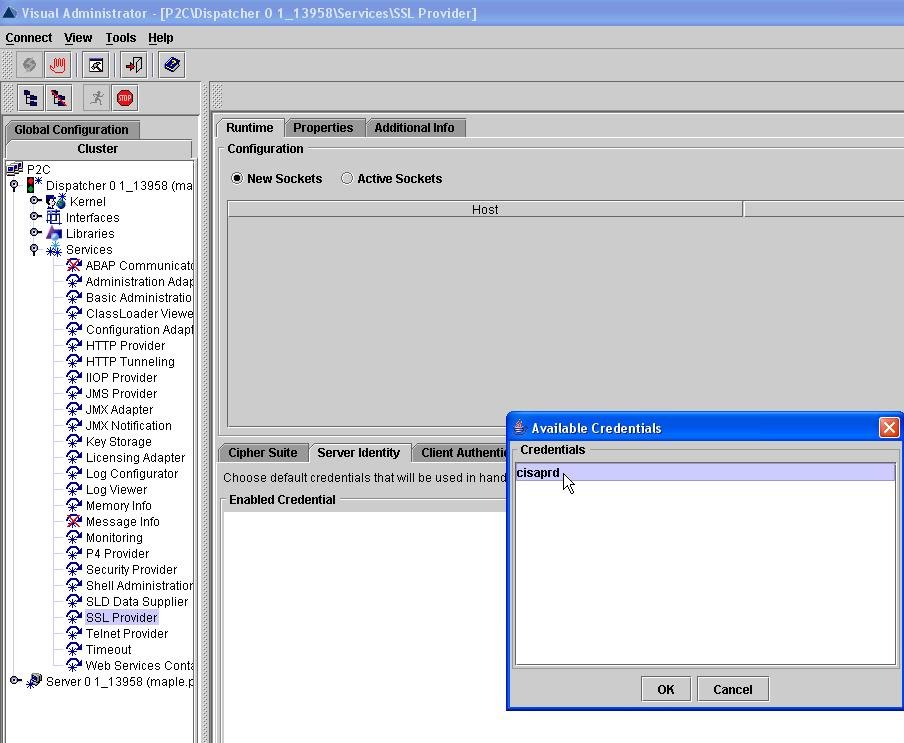 Visual Administrator - [P2C\Dispatcher 0 1_13958\Services\SSL Provider]
Connect View Tools Help
STOP
Global Configuration
Cluster
P2C
Dispatcher 0 1_13958 (ma
Kernel
Interfaces
Libraries
Services
ABAP Communicato
Administration Adap
Basic Administratio
ClassLoader Viewe
Configuration Adapt
HTTP Provider
HTTP Tunneling
IIOP Provider
JMS Provider
JMX Adapter
JMX Notification
Key Storage
Licensing Adapter
Log Configurator
Log Viewer
Memory Info
Message Info
Monitoring
P4 Provider
Security Provider
Shell Administration
SLD Data Supplier
SSL Provider
Telnet Provider
Timeout
Web Services Conta
Server 0 1_13958 (maple.p
Runtime Properties Additional Info
Configuration
New Sockets Active Sockets
Host
Cipher Suite Server Identity Client Authentic
Choose default credentials that will be used in hand
Enabled Credential
Available Credentials
Credentials
cisaprd
OK Cancel